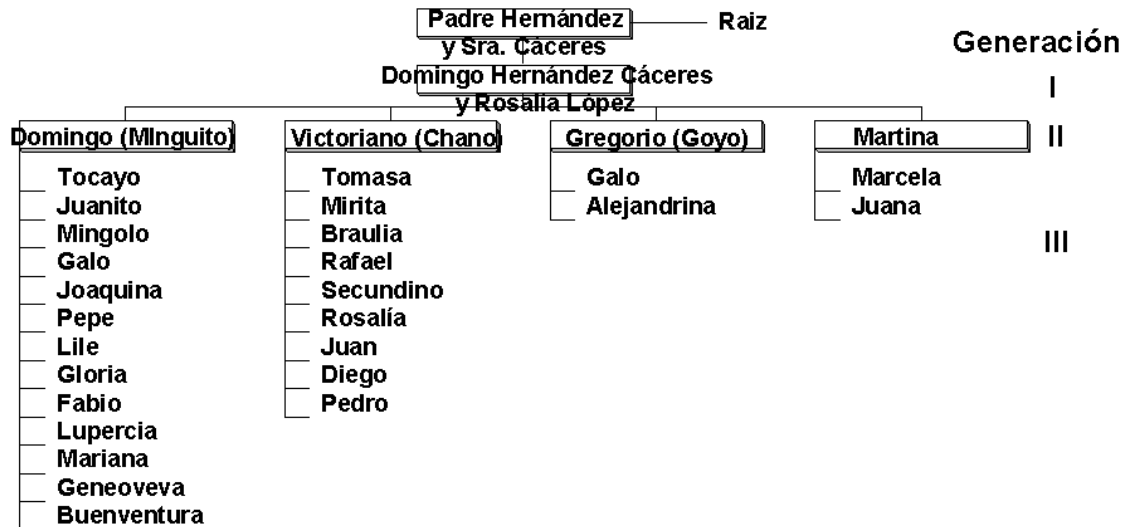 Padre Hernández
y Sra. Cáceres
Raiz
Generación
Domingo Hernández Cáceres
y Rosalía López
I
Domingo (MInguito)
Victoriano (Chano)
Gregorio (Goyo)
Martina
II
Tocayo
Juanito
Mingolo
Galo
Joaquina
Pepe
Lile
Gloria
Fabio
Lupercia
Mariana
Geneoveva
Buenventura
Tomasa
Mirita
Braulia
Rafael
Secundino
Rosalía
Juan
Diego
Pedro
Galo
Alejandrina
Marcela
Juana
III